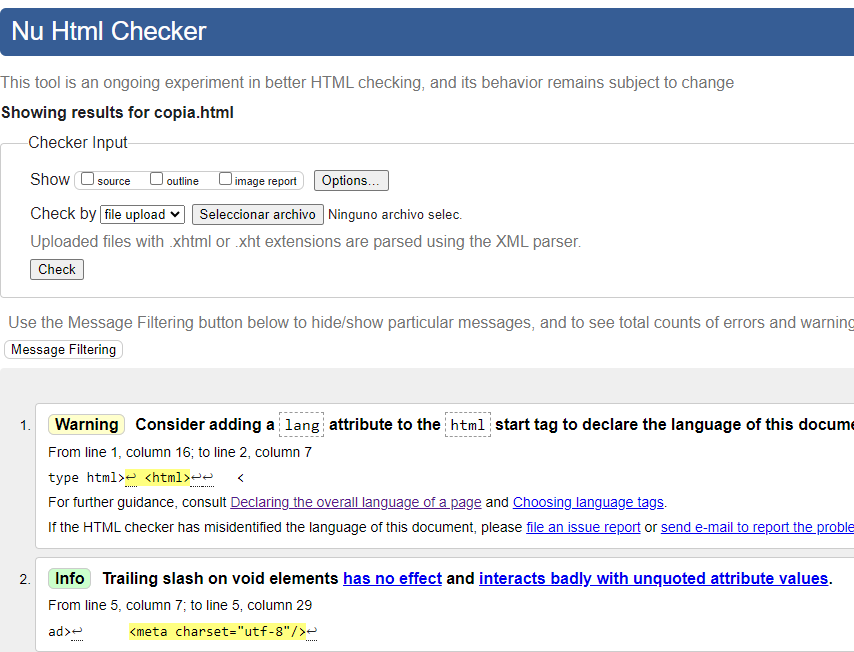 Nu Html Checker
This tool is an ongoing experiment in better HTML checking, and its behavior remains subject to change
Showing results for copia.html
Checker Input
Show source outline image report Options...
Check by file upload Seleccionar archivo Ninguno archivo selec.
Uploaded files with .xhtml or .xht extensions are parsed using the XML parser.
Check
Use the Message Filtering button below to hide/show particular messages, and to see total counts of errors and warning
Message Filtering
1. Warning Consider adding a lang attribute to the html start tag to declare the language of this docume
From line 1, column 16; to line 2, column 7
type html>↩ <html>↩↩ <
For further guidance, consult Declaring the overall language of a page and Choosing language tags.
If the HTML checker has misidentified the language of this document, please file an issue report or send e-mail to report the proble
2. Info Trailing slash on void elements has no effect and interacts badly with unquoted attribute values.
From line 5, column 7; to line 5, column 29
ad>↩ <meta charset="utf-8"/>↩